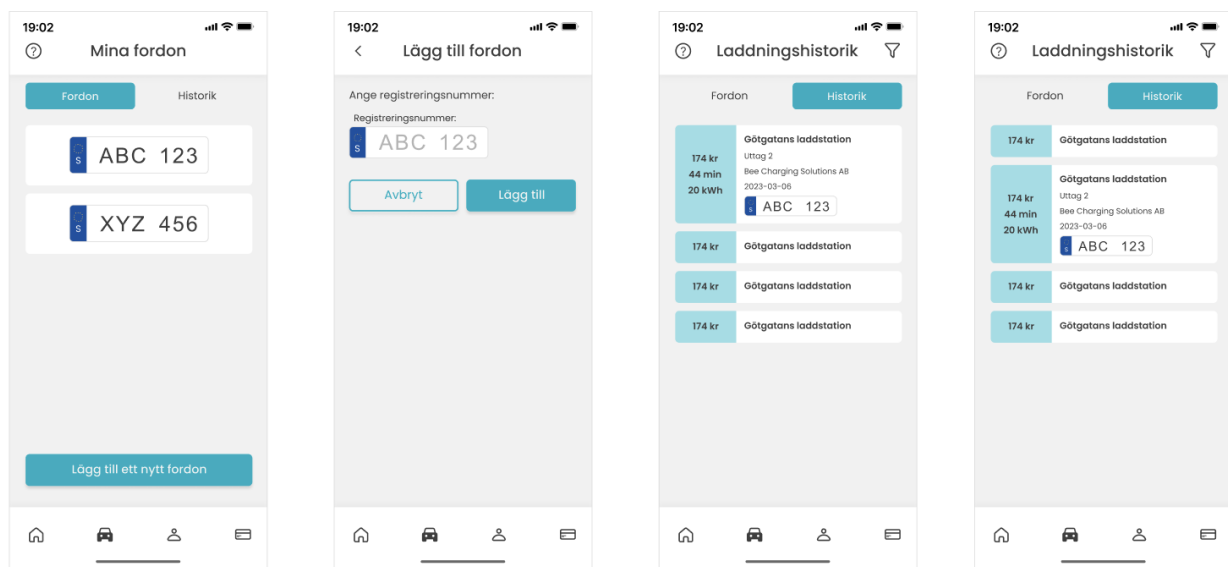 19:02
Mina fordon
Fordon Historik
S ABC 123
S XYZ 456
Lägg till ett nytt fordon
19:02
Lägg till fordon
Ange registreringsnummer:
Registreringsnummer:
S ABC 123
Avbryt Lägg till
19:02
Laddningshistorik
Fordon Historik
174 kr
44 min
20 kWh
Götgatans laddstation
Uttag 2
Bee Charging Solutions AB
2023-03-06
S ABC 123
174 kr Götgatans laddstation
174 kr Götgatans laddstation
174 kr Götgatans laddstation
19:02
Laddningshistorik
Fordon Historik
174 kr Götgatans laddstation
174 kr
44 min
20 kWh
Götgatans laddstation
Uttag 2
Bee Charging Solutions AB
2023-03-06
S ABC 123
174 kr Götgatans laddstation
174 kr Götgatans laddstation